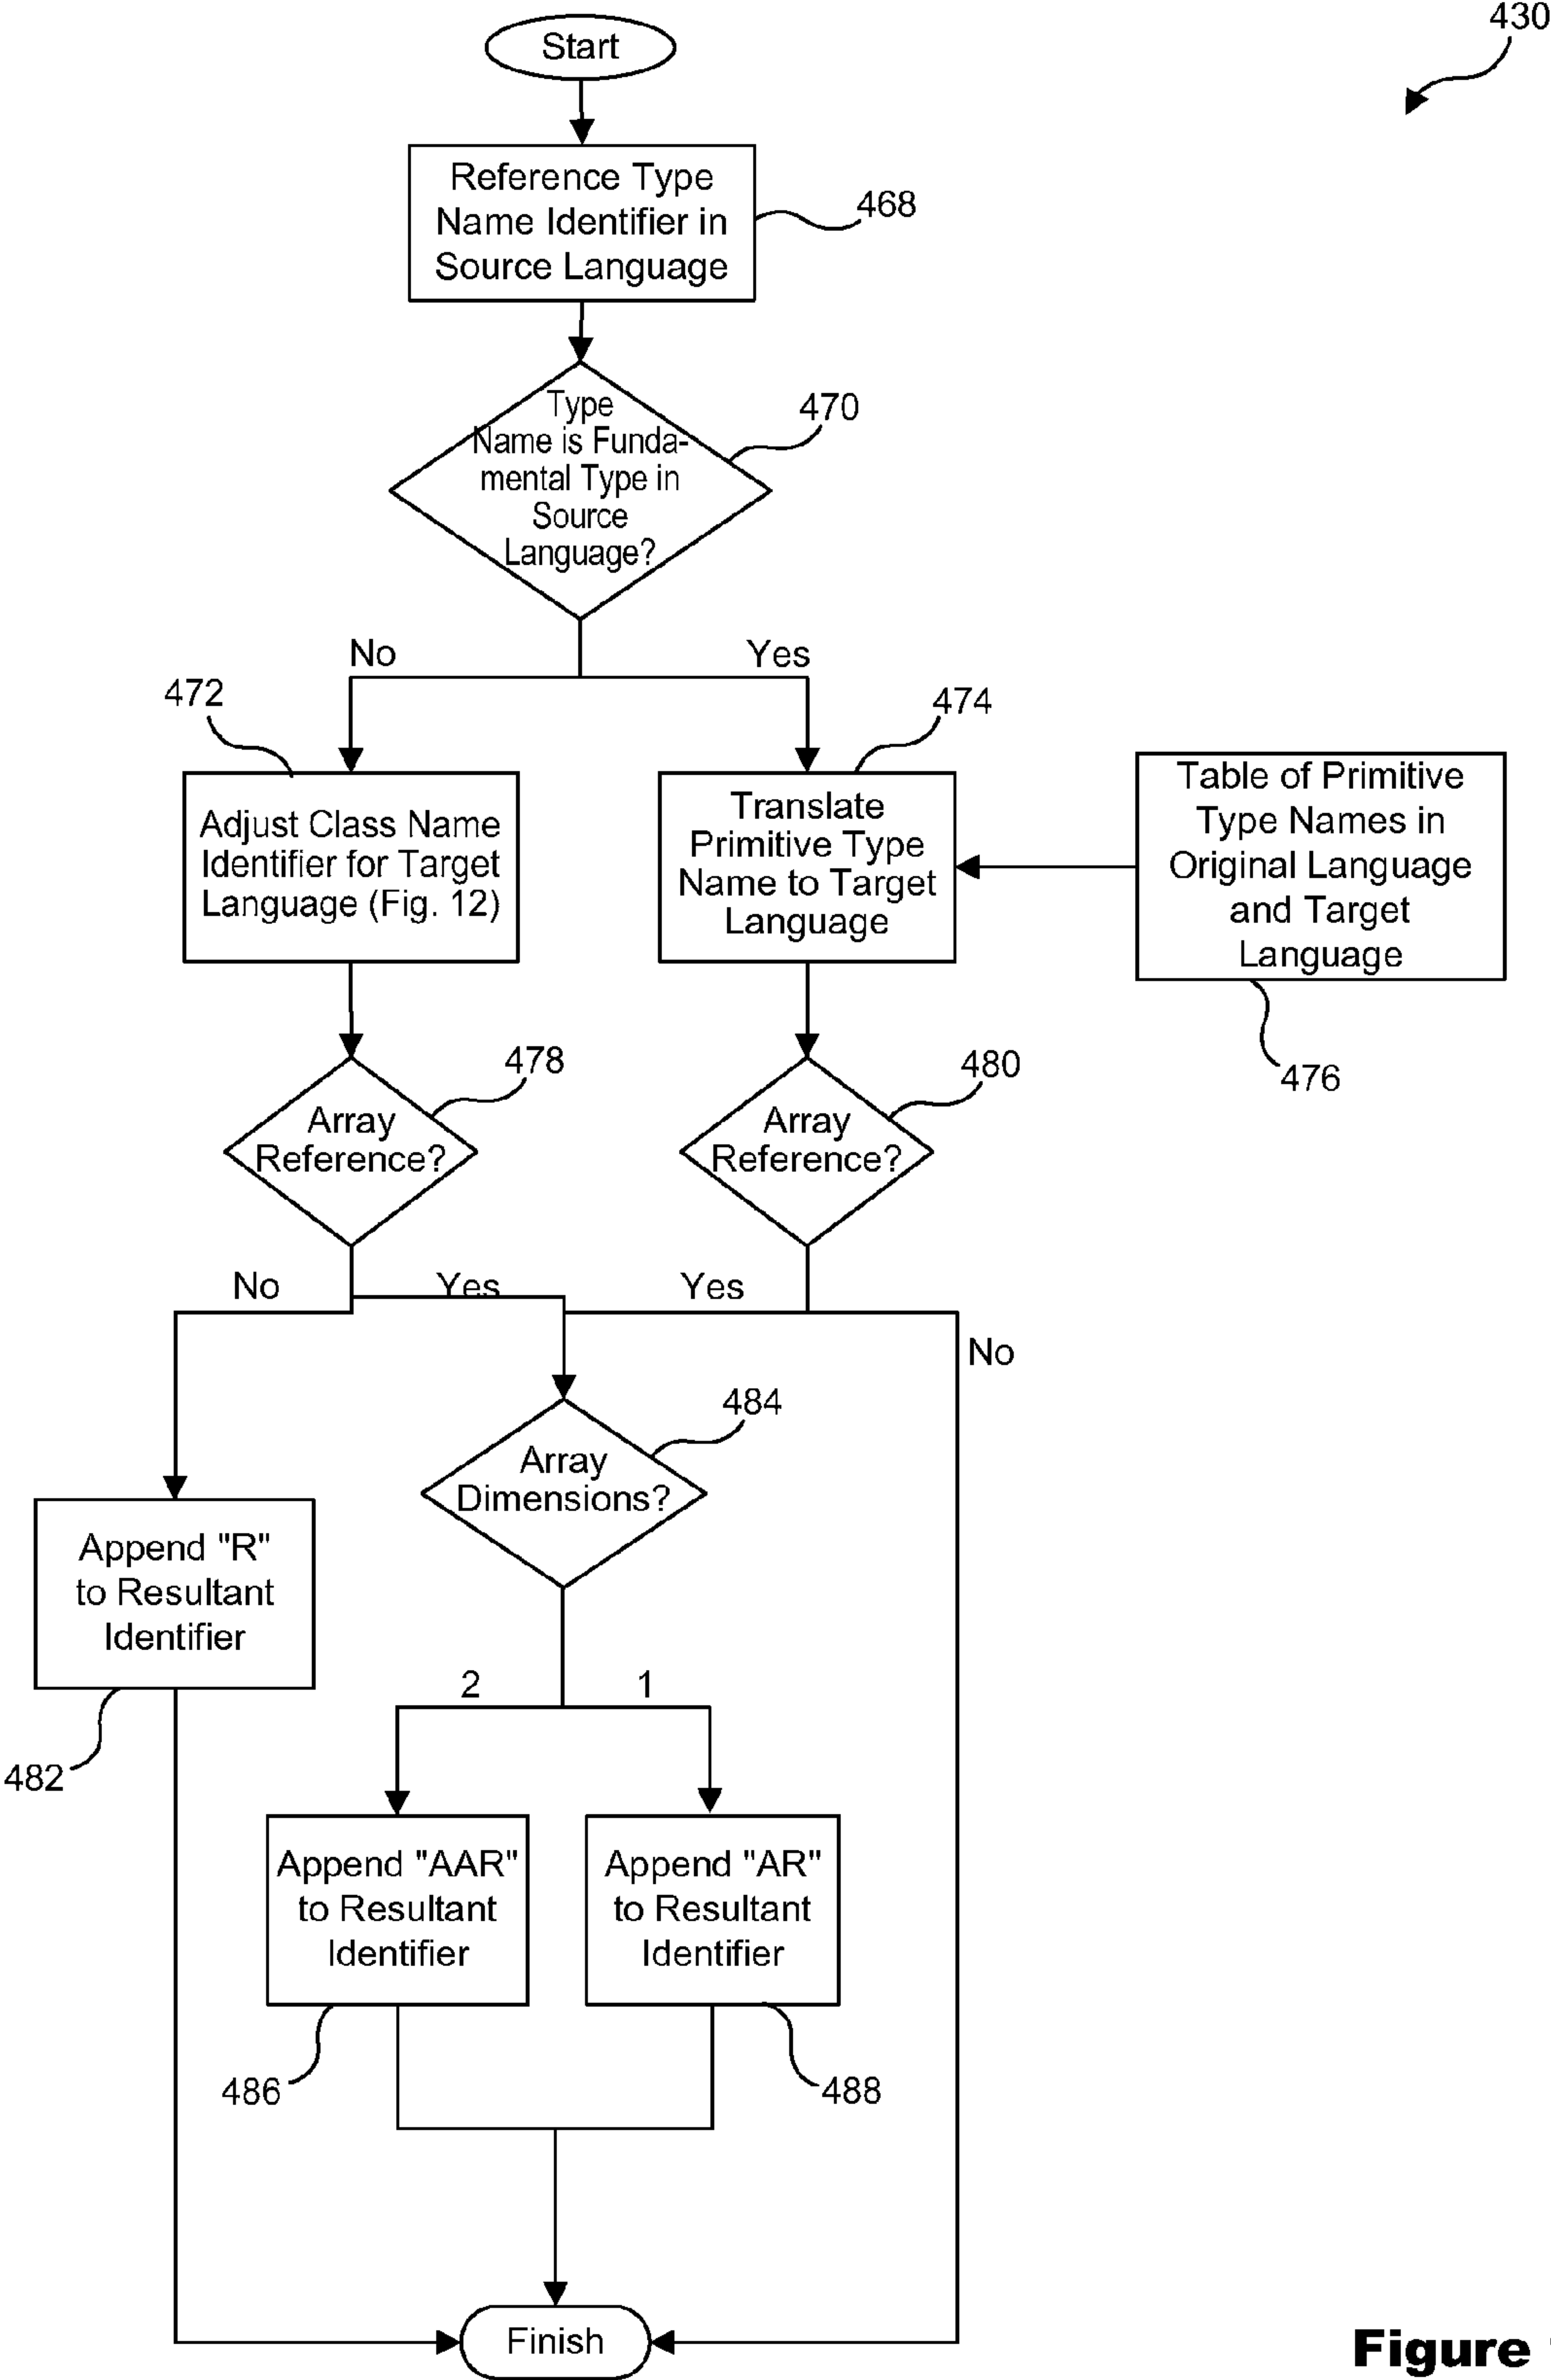 430
Start
Reference Type
Name Identifier in
Source Language
468
Type
Name is Funda-
mental Type in
Source
Language?
470
No
Yes
472
474
Adjust Class Name
Identifier for Target
Language (Fig. 12)
Translate
Primitive Type
Name to Target
Language
Table of Primitive
Type Names in
Original Language
and Target
Language
476
478
Array
Reference?
480
Array
Reference?
No
Yes
Yes
No
484
Array
Dimensions?
Append "R"
to Resultant
Identifier
482
2
1
Append "AAR"
to Resultant
Identifier
Append "AR"
to Resultant
Identifier
486
488
Finish
Figure